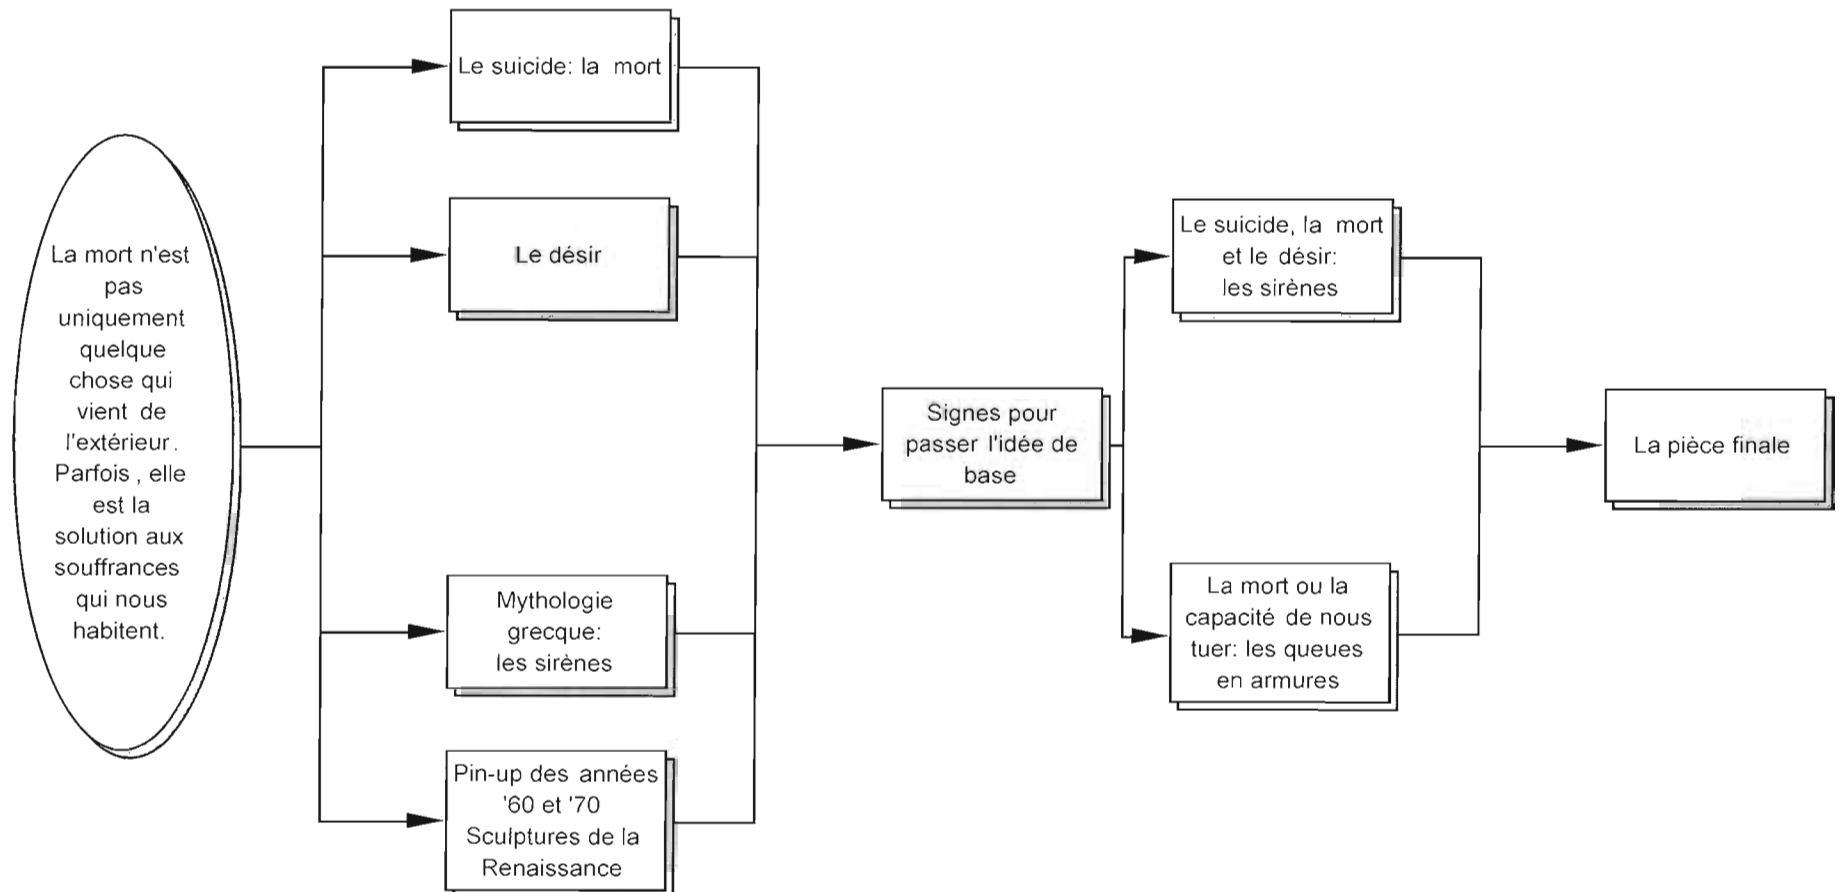 La mort n'est
pas
uniquement
quelque
chose qui
vient de
l'extérieur.
Parfois, elle
est la
solution aux
souffrances
qui nous
habitent.
Le suicide: la mort
Le désir
Mythologie
grecque:
les sirènes
Pin-up des années
'60 et '70
Sculptures de la
Renaissance
Signes pour
passer l'idée de
base
Le suicide, la mort
et le désir:
les sirènes
La mort ou la
capacité de nous
tuer: les queues
en armures
La pièce finale